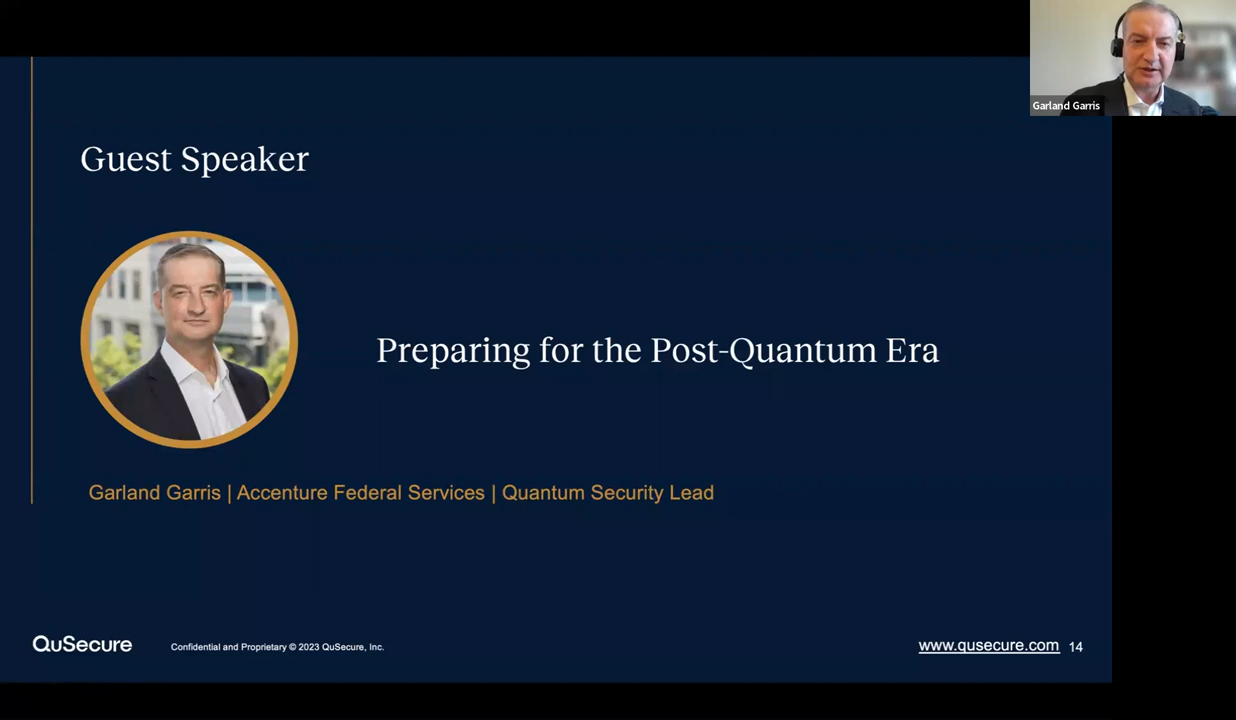 Garland Garris
Guest Speaker
Preparing for the Post-Quantum Era
Garland Garris | Accenture Federal Services | Quantum Security Lead
QuSecure
Confidential and Proprietary © 2023 QuSecure, Inc.
www.qusecure.com 14